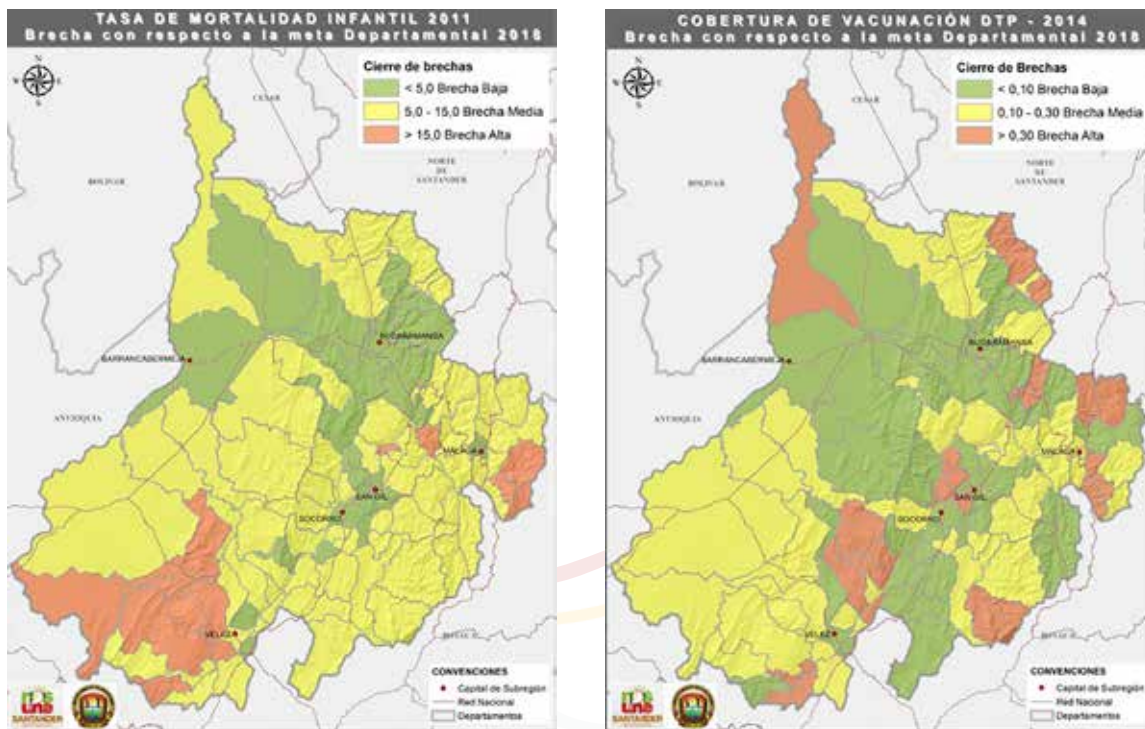 TASA DE MORTALIDAD INFANTIL 2011
Brecha con respecto a la meta Departamental 2018
N
W
E
S
Cierre de brechas
< 5,0 Brecha Baja
5,0 - 15,0 Brecha Media
> 15,0 Brecha Alta
CESAR
NORTE
DE
SANTANDER
BOLIVAR
BUCARAMANGA
BARRANCABERMEJA
ANTIOQUIA
MALAGA
SAN GIL
SOCORRO
VELEZ
BOYACA
CONVENCIONES
Capital de Subregión
Red Nacional
Departamentos
SANTANDER
COBERTURA DE VACUNACIÓN DTP - 2014
Brecha con respecto a la meta Departamental 2018
N
W
E
S
Cierre de Brechas
< 0,10 Brecha Baja
0,10 - 0,30 Brecha Media
> 0,30 Brecha Alta
CESAR
NORTE
DE
SANTANDER
BOLIVAR
BUCARAMANGA
BARRANCABERMEJA
ANTIOQUIA
MALAGA
SAN GIL
SOCORRO
VELEZ
BOYACA
CONVENCIONES
Capital de Subregión
Red Nacional
Departamentos
SANTANDER